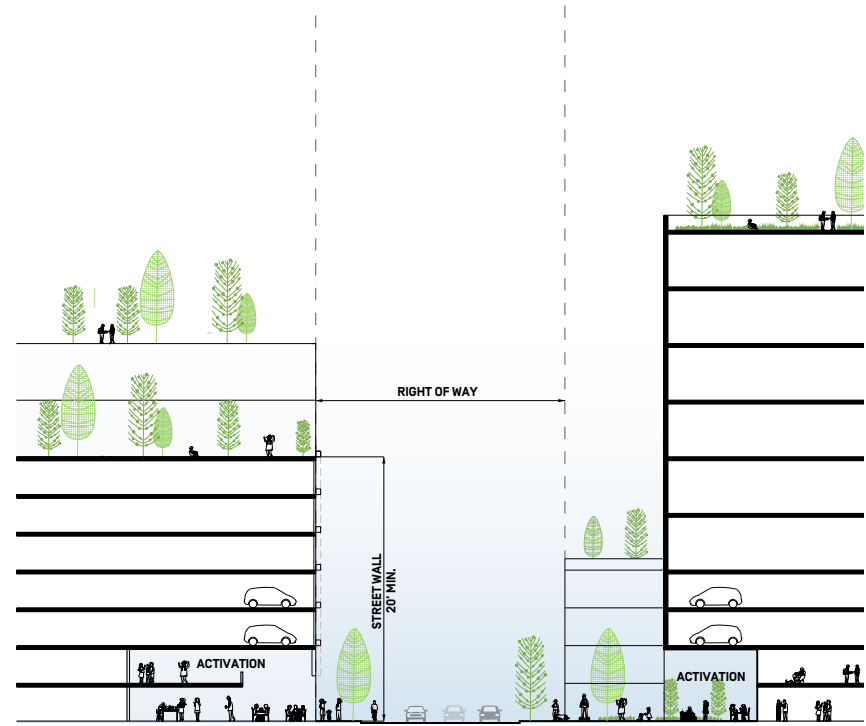 RIGHT OF WAY
STREET WALL
20' MIN.
ACTIVATION
ACTIVATION